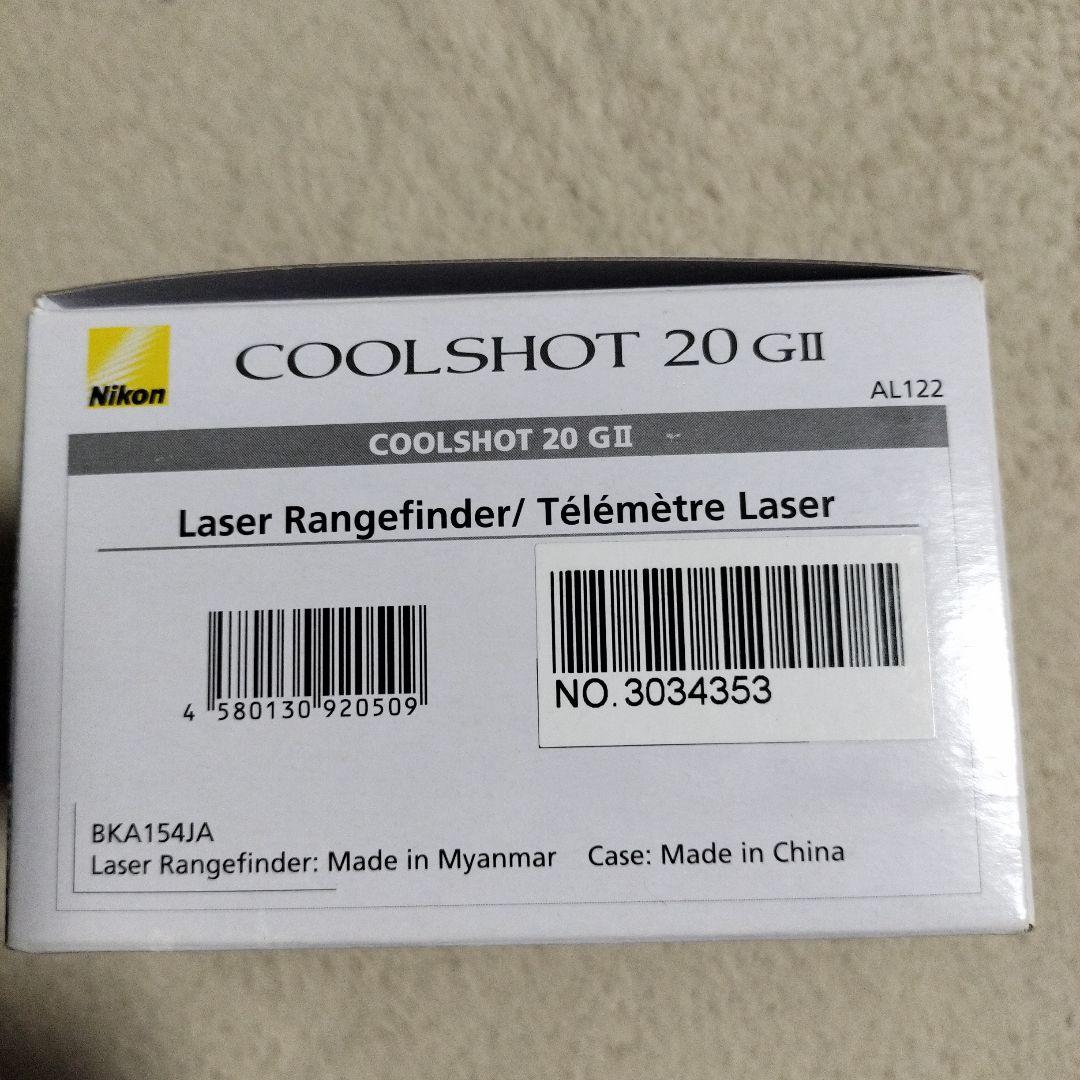 Nikon
COOLSHOT 20 GII
AL122
COOLSHOT 20 GII
Laser Rangefinder/ Télémètre Laser
4 580130 920509
NO. 3034353
BKA154JA
Laser Rangefinder: Made in Myanmar Case: Made in China